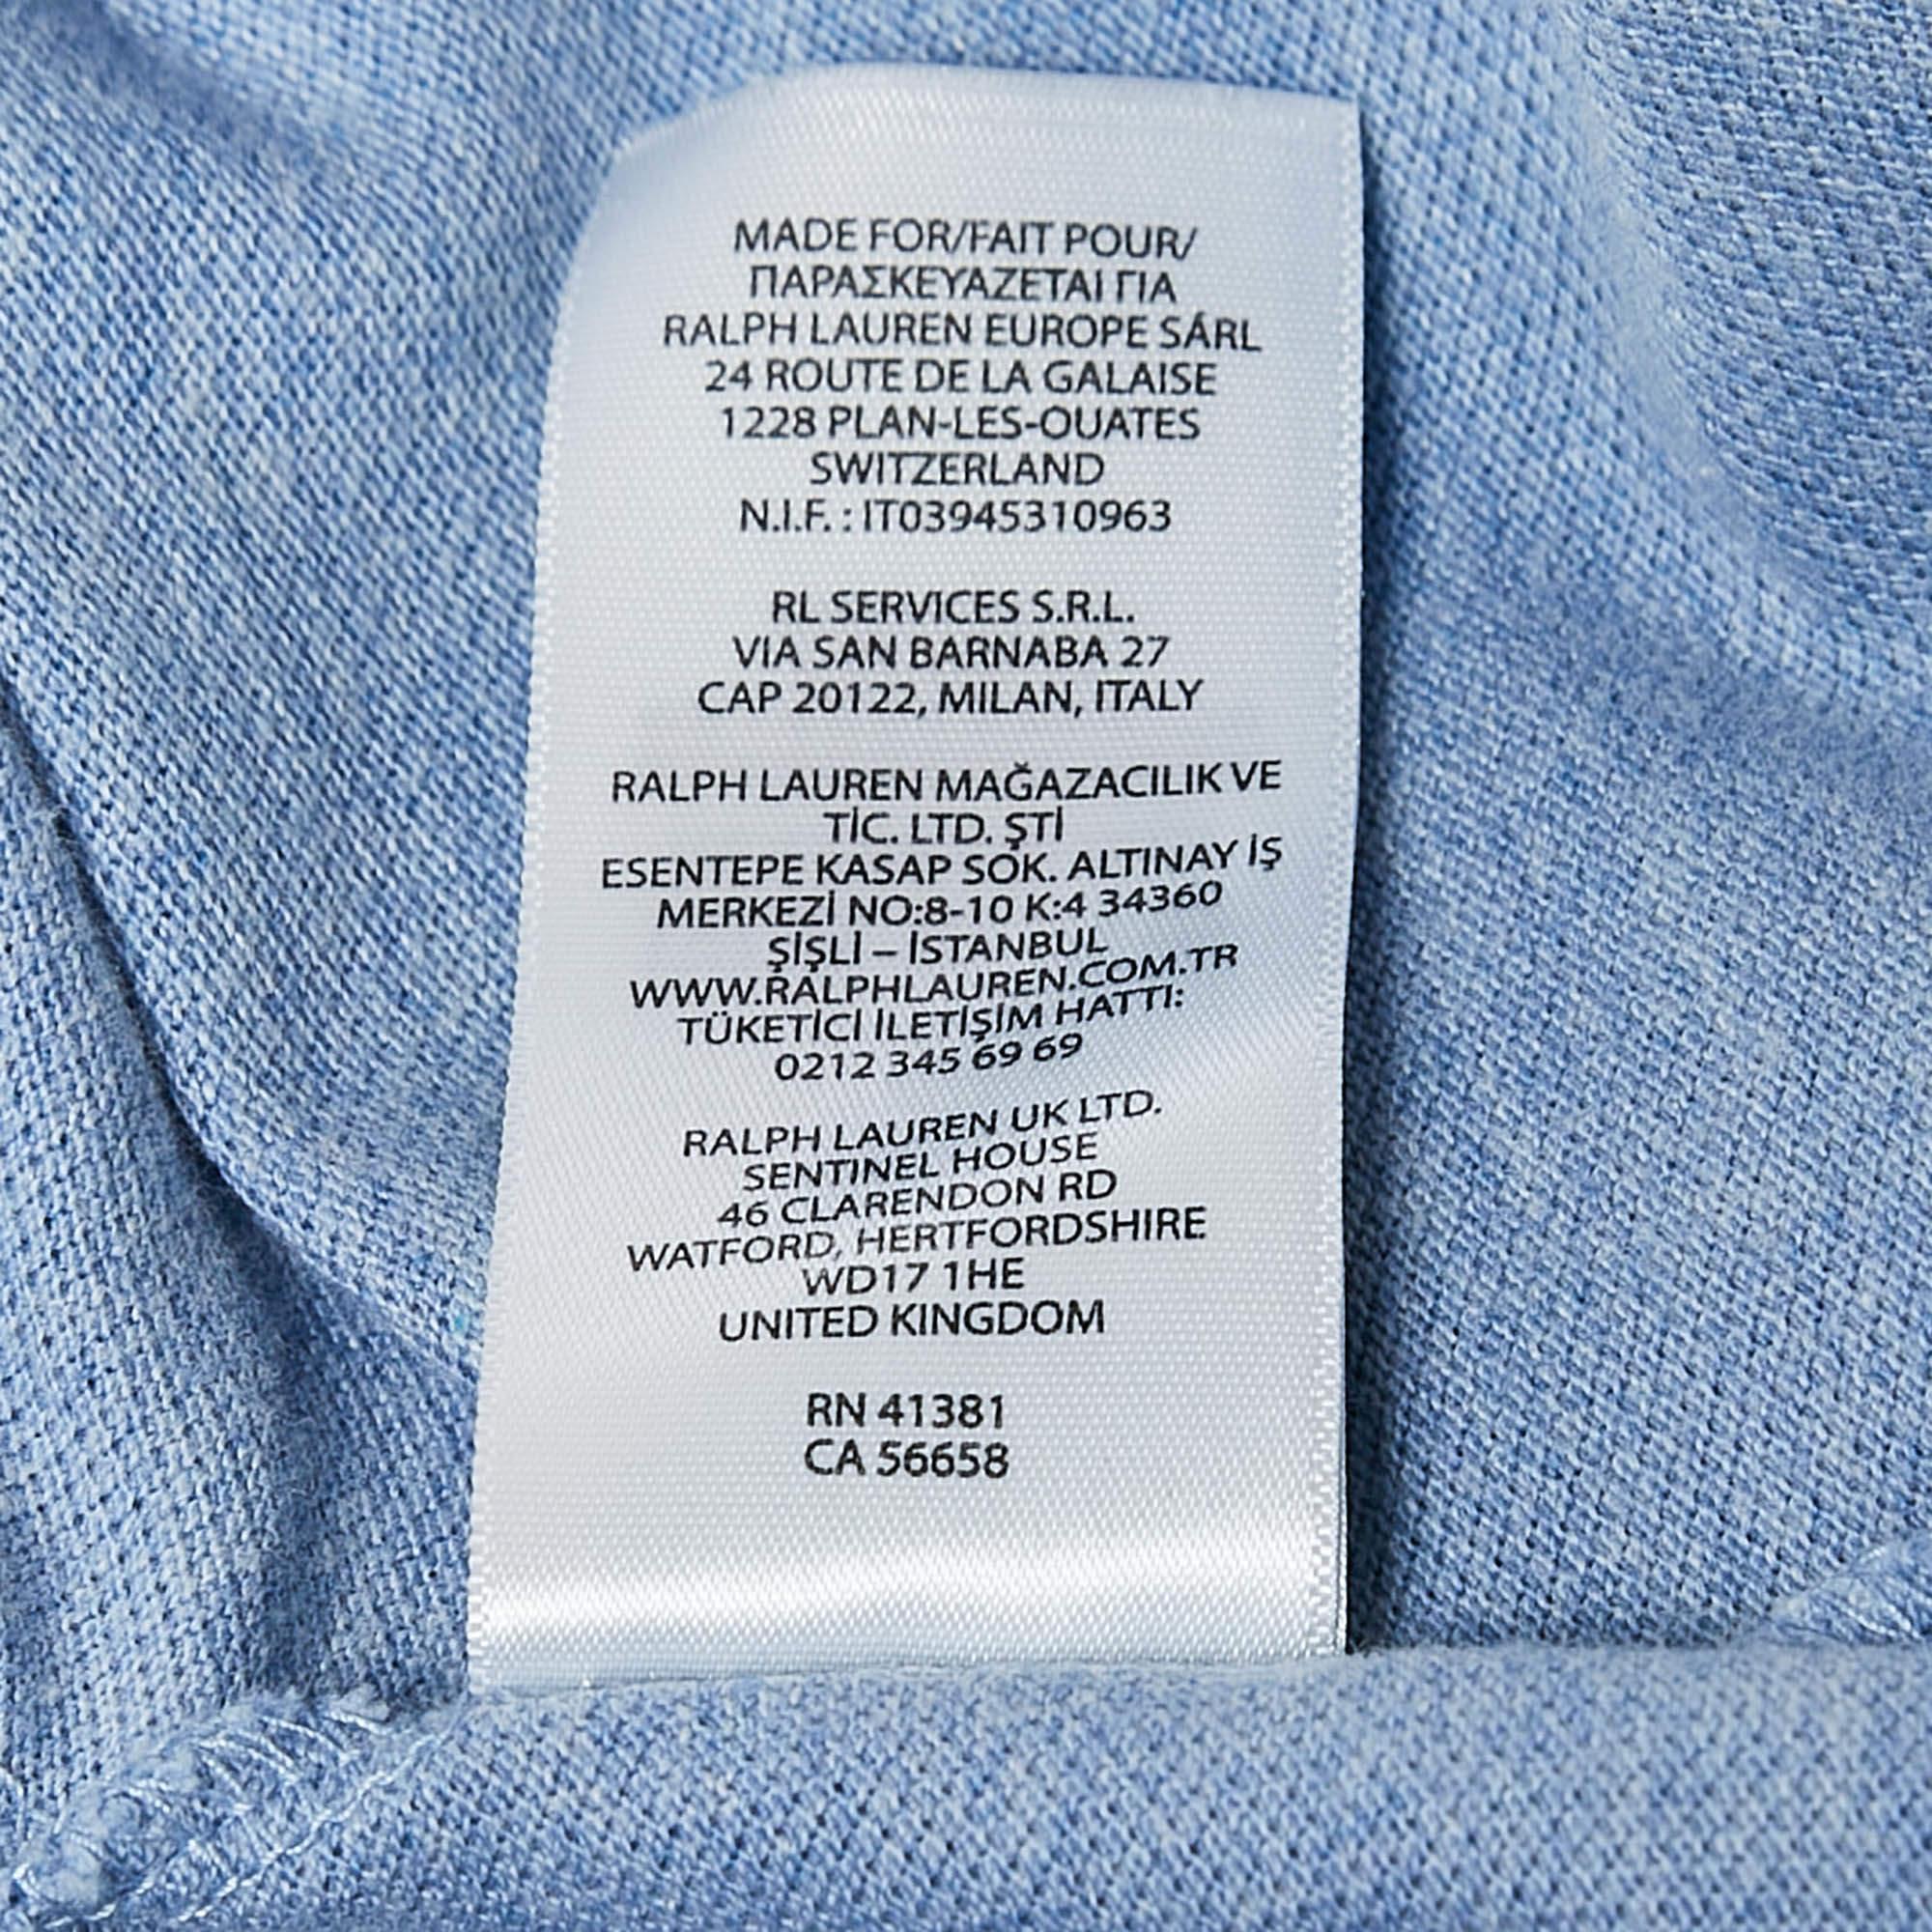 MADE FOR/FAIT POUR/
ΠΑΡΑΣΚΕΥΑΖΕΤΑΙ ΓΙΑ
RALPH LAUREN EUROPE SÁRL
24 ROUTE DE LA GALAISE
1228 PLAN-LES-OUATES
SWITZERLAND
N.I.F. : IT03945310963
RL SERVICES S.R.L.
VIA SAN BARNABA 27
CAP 20122, MILAN, ITALY
RALPH LAUREN MAĞAZACILIK VE
TİC. LTD. ŞTİ
ESENTEPE KASAP SOK. ALTINAY İŞ
MERKEZİ NO:8-10 K:4 34360
ŞİŞLİ – İSTANBUL
WWW.RALPHLAUREN.COM.TR
TÜKETİCİ İLETİŞİM HATTI:
0212 345 69 69
RALPH LAUREN UK LTD.
SENTINEL HOUSE
46 CLARENDON RD
WATFORD, HERTFORDSHIRE
WD17 1HE
UNITED KINGDOM
RN 41381
CA 56658